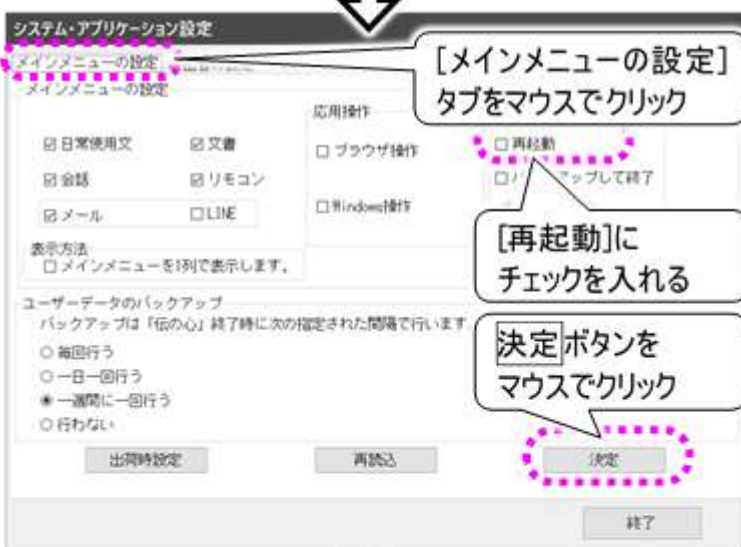 システム・アプリケーション設定
メインメニューの設定
[メインメニューの設定]
タブをマウスでクリック
メインメニューの設定
応用操作
日常使用文
文書
ブラウザ操作
再起動
会話
リモコン
アップして終了
メール
LINE
Windows操作
[再起動]に
チェックを入れる
表示方法
メインメニューを1列で表示します。
ユーザーデータのバックアップ
バックアップは「伝の心」終了時に次の指定された間隔で行います
毎回行う
一日一回行う
一週間に一回行う
行わない
決定ボタンを
マウスでクリック
出荷時設定
再読込
決定
終了